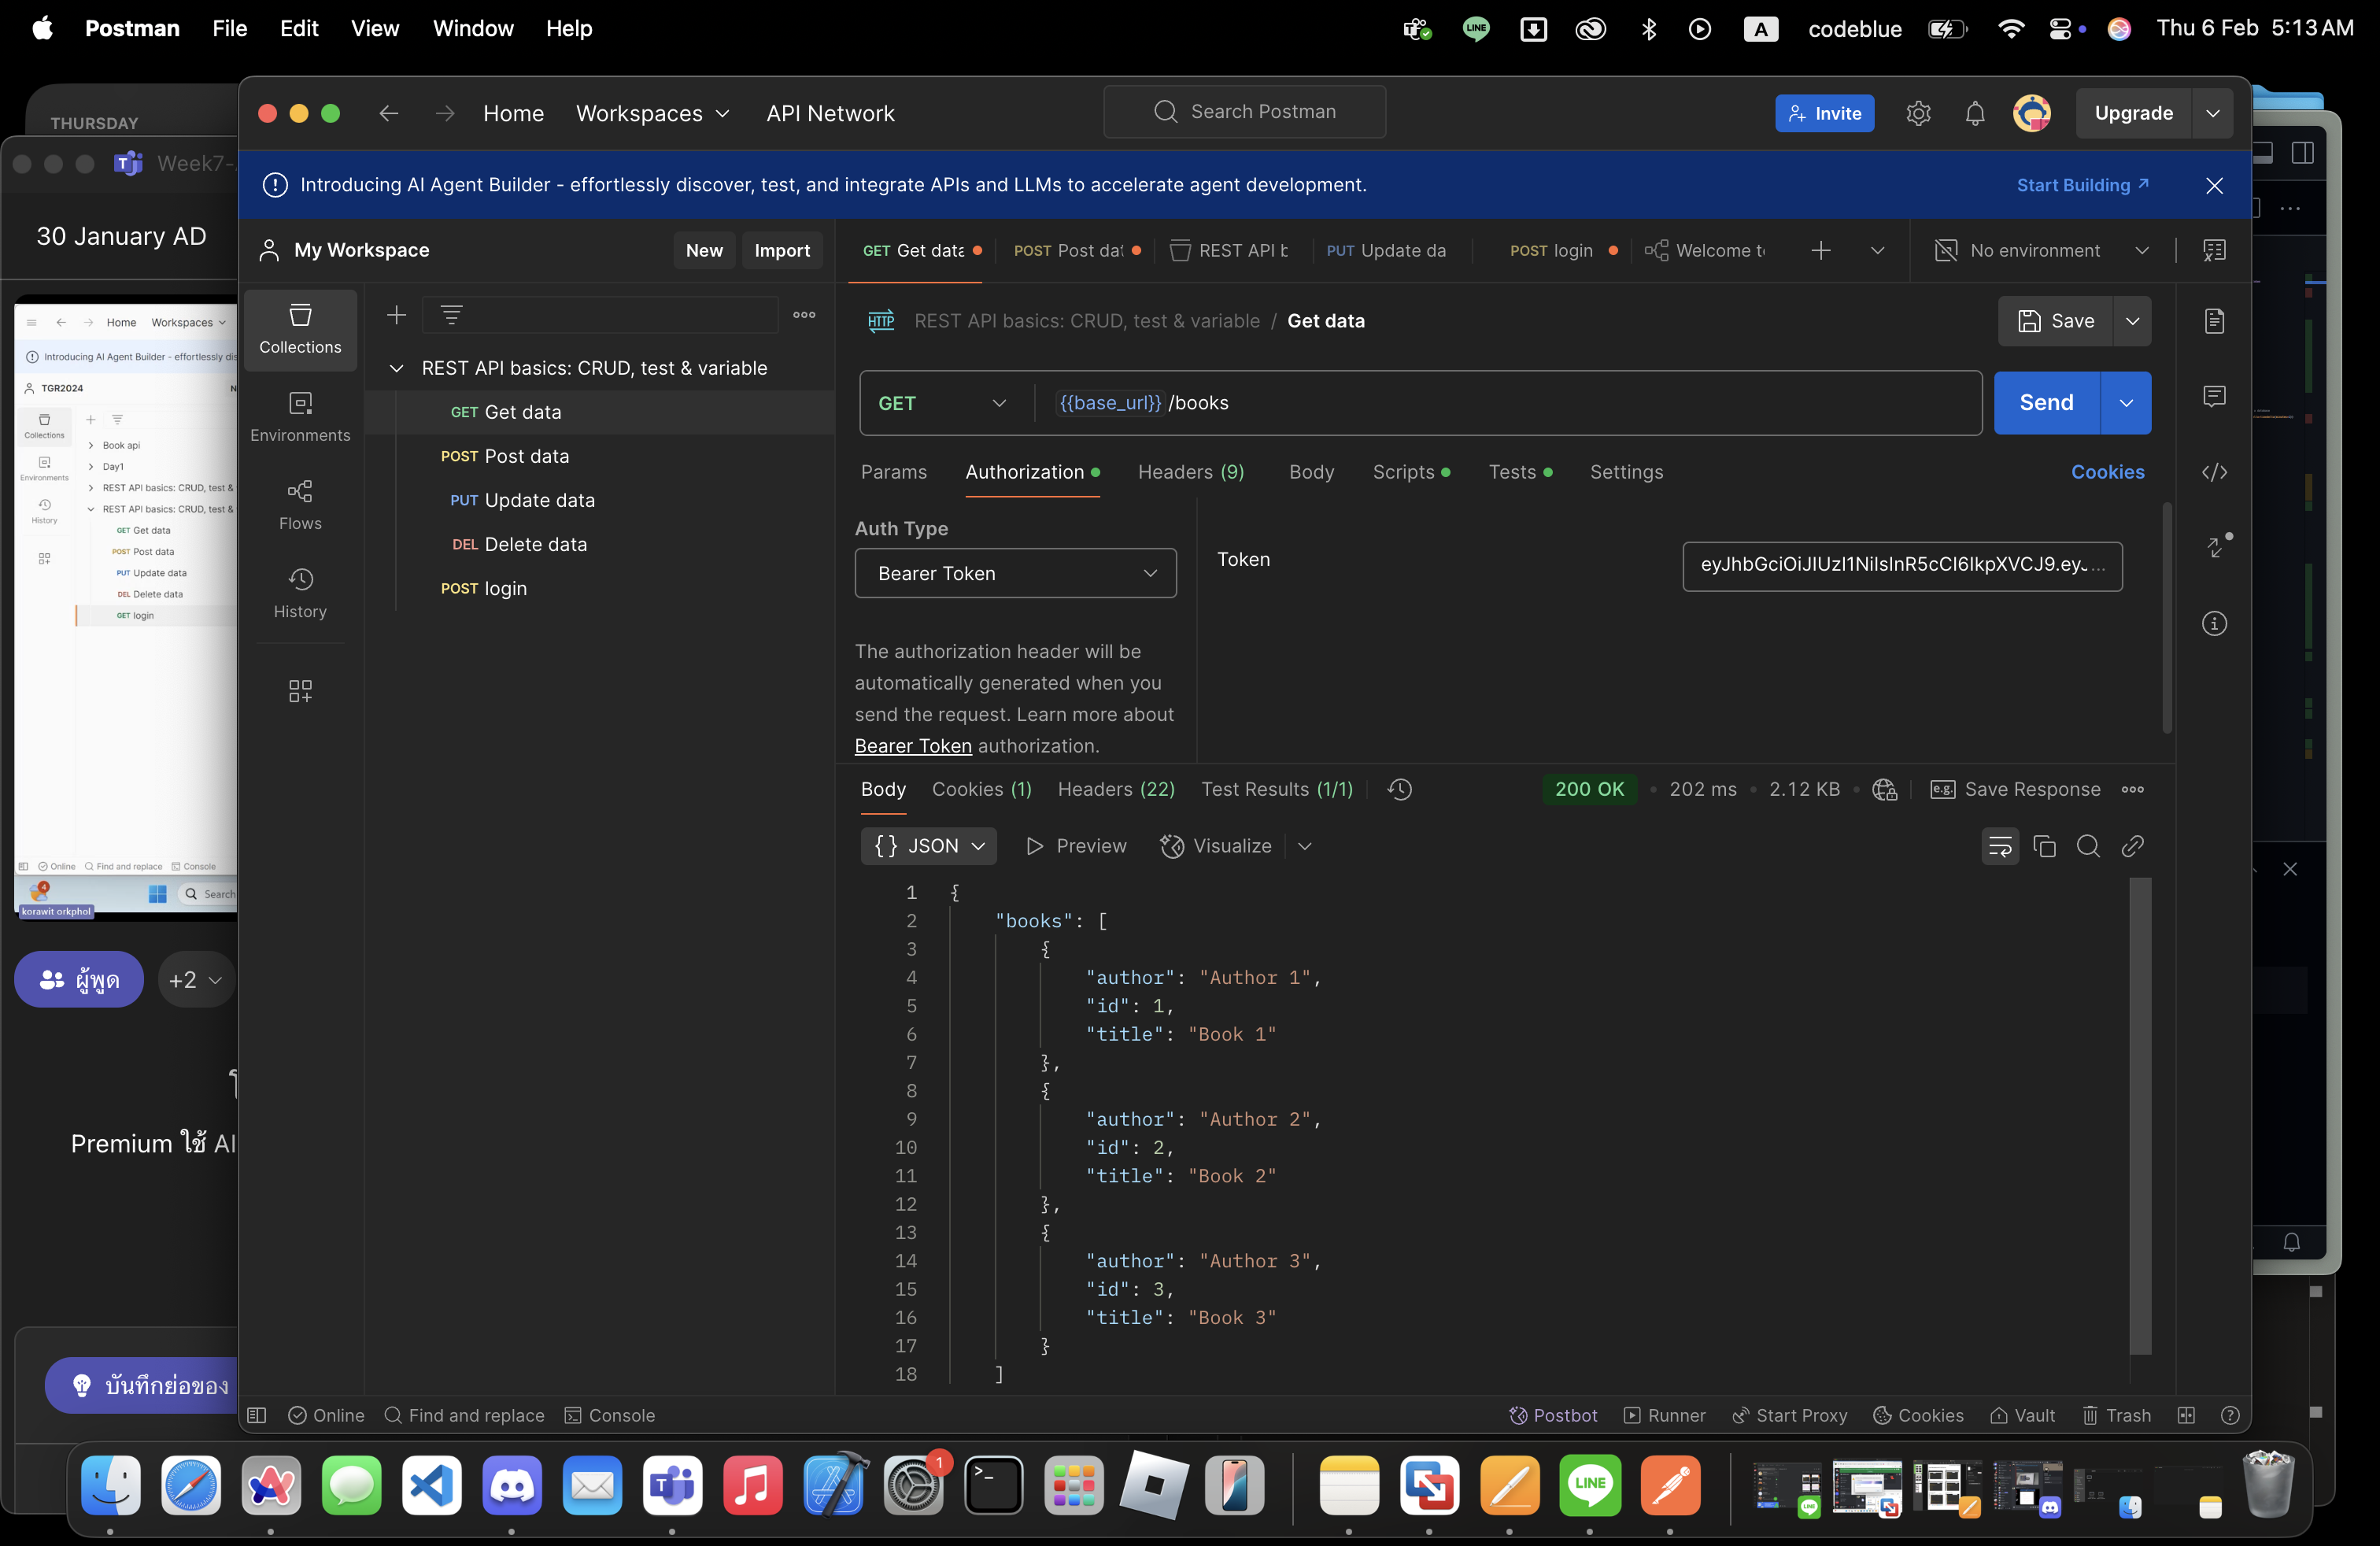 Postman File Edit View Window Help
LINE A codeblue Thu 6 Feb 5:13 AM
THURSDAY
Week7-
30 January AD
Home Workspaces
Introducing AI Agent Builder - effortlessly dis
TGR2024 N
Collections
Environments
History
Book api
Day1
REST API basics: CRUD, test &
REST API basics: CRUD, test &
GET Get data
POST Post data
PUT Update data
DEL Delete data
GET login
Online Find and replace Console
4
Search
korawit orkphol
ผู้พูด +2
Premium ใช้ AI
บันทึกย่อของ
Home Workspaces API Network
Search Postman
Invite
Upgrade
Introducing AI Agent Builder - effortlessly discover, test, and integrate APIs and LLMs to accelerate agent development.
Start Building
My Workspace New Import
GET Get data POST Post dat REST API b PUT Update da POST login Welcome to No environment
Collections
Environments
Flows
History
REST API basics: CRUD, test & variable
GET Get data
POST Post data
PUT Update data
DEL Delete data
POST login
HTTP REST API basics: CRUD, test & variable / Get data
Save
GET {{base_url}} /books
Send
Params Authorization Headers (9) Body Scripts Tests Settings Cookies
Auth Type
Bearer Token
The authorization header will be
automatically generated when you
send the request. Learn more about
Bearer Token authorization.
Token
Body Cookies (1) Headers (22) Test Results (1/1)
200 OK 202 ms 2.12 KB e.g. Save Response
{ } JSON Preview Visualize
1 {
2 "books": [
3 {
4 "author": "Author 1",
5 "id": 1,
6 "title": "Book 1"
7 },
8 {
9 "author": "Author 2",
10 "id": 2,
11 "title": "Book 2"
12 },
13 {
14 "author": "Author 3",
15 "id": 3,
16 "title": "Book 3"
17 }
18 ]
Online Find and replace Console
Postbot Runner Start Proxy Cookies Vault Trash
1
LINE